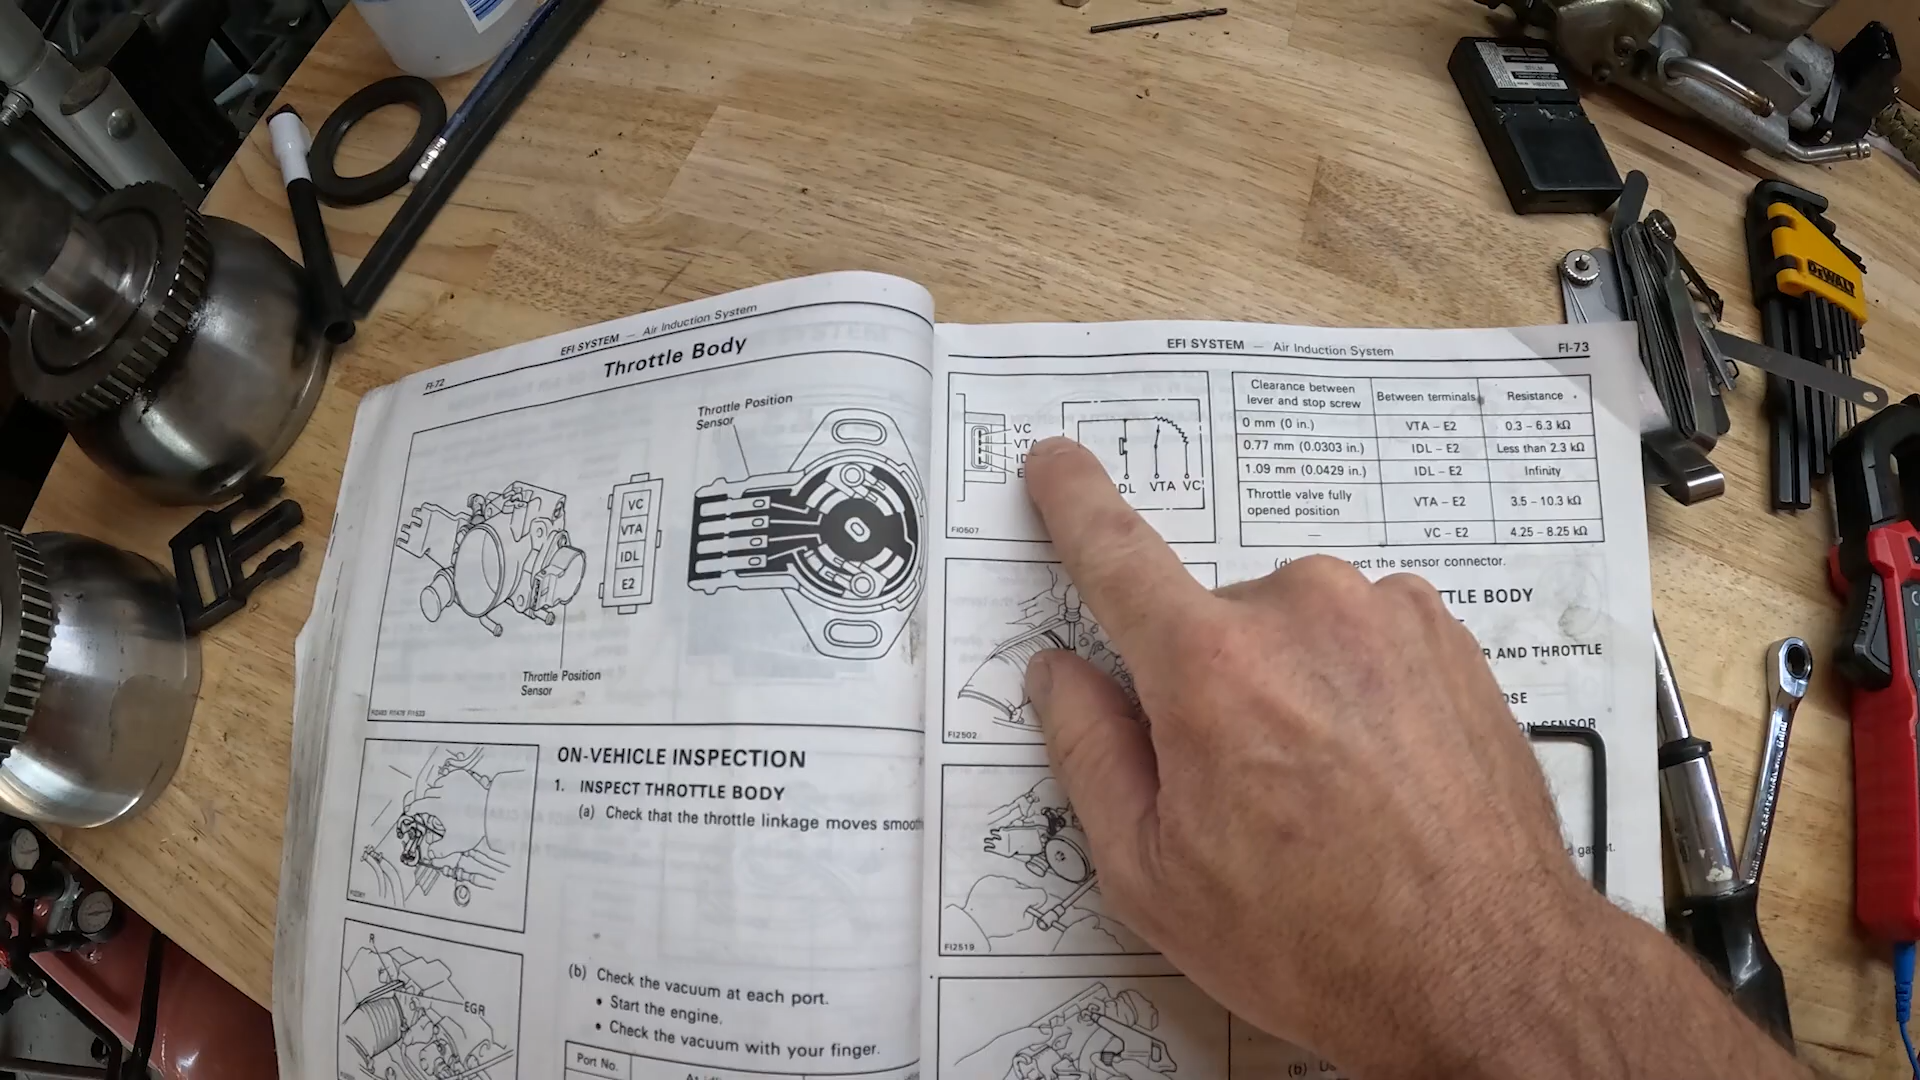 FI-72
EFI SYSTEM — Air Induction System
Throttle Body
Throttle Position
Sensor
VC
VTA
IDL
E2
Throttle Position
Sensor
ON-VEHICLE INSPECTION
1. INSPECT THROTTLE BODY
(a) Check that the throttle linkage moves
R
EGR
(b) Check the vacuum at each port.
• Start the engine.
• Check the vacuum with your finger.
Port No.
EFI SYSTEM — Air Induction System
FI-73
VC
VTA
VTA VC
FI0507
Clearance between
lever and stop screw
Between terminals
Resistance
0 mm (0 in.)
VTA – E2
0.3 – 6.3 kΩ
0.77 mm (0.0303 in.)
IDL – E2
Less than 2.3 kΩ
1.09 mm (0.0429 in.)
IDL – E2
Infinity
Throttle valve fully
opened position
VTA – E2
3.5 – 10.3 kΩ
—
VC – E2
4.25 – 8.25 kΩ
sensor connector.
BODY
AND THROTTLE
SENSOR
FI2502
FI2519
(b)
DEWALT